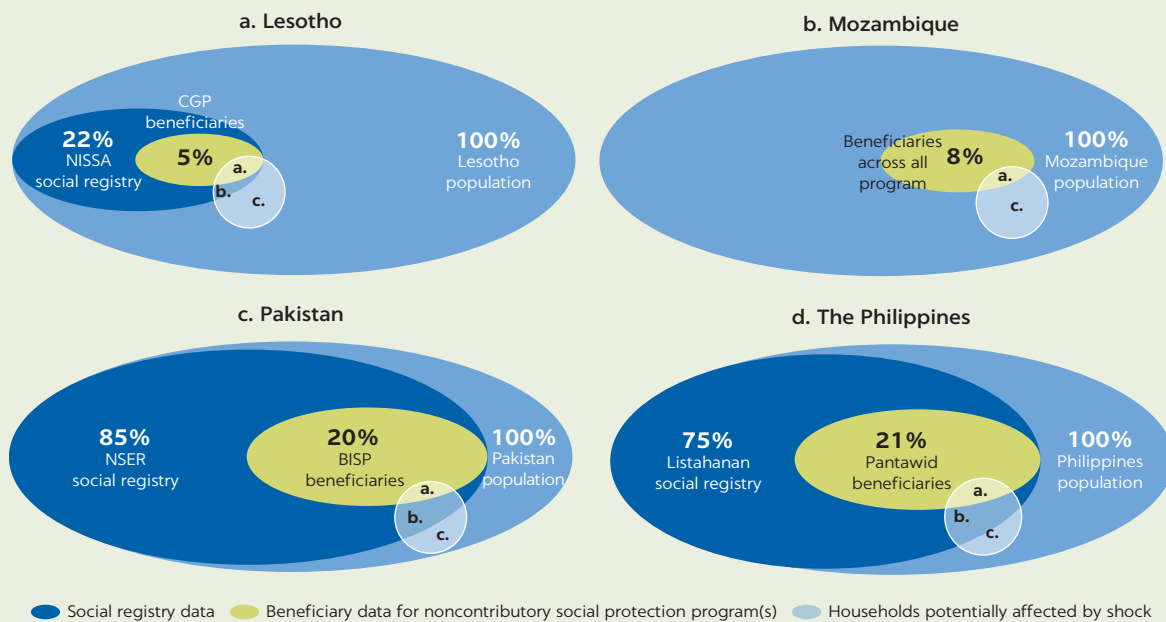 a. Lesotho
CGP
beneficiaries
22%
NISSA
social registry
5%
a.
b.
c.
100%
Lesotho
population
b. Mozambique
Beneficiaries
across all
program
8%
a.
c.
100%
Mozambique
population
c. Pakistan
85%
NSER
social registry
20%
BISP
beneficiaries
a.
b.
c.
100%
Pakistan
population
d. The Philippines
75%
Listahanan
social registry
21%
Pantawid
beneficiaries
a.
b.
c.
100%
Philippines
population
Social registry data
Beneficiary data for noncontributory social protection program(s)
Households potentially affected by shock